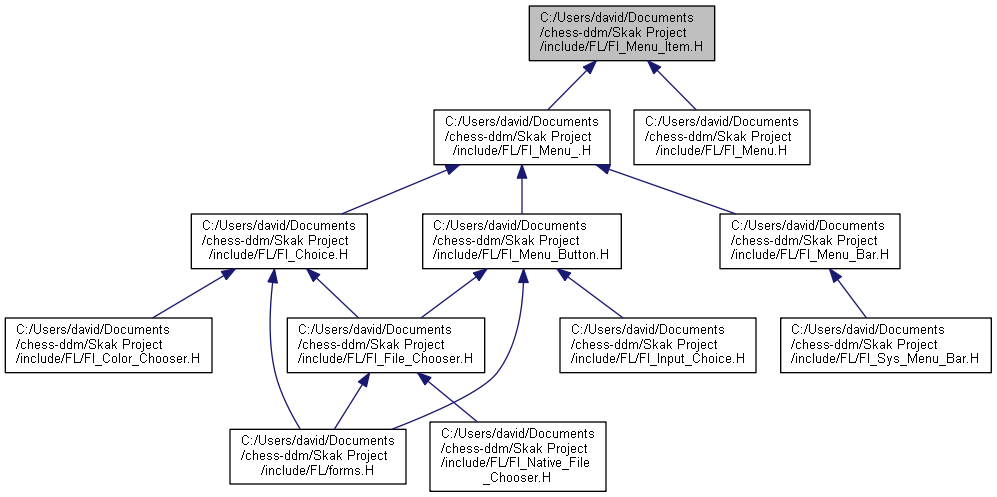 C:/Users/david/Documents
/chess-ddm/Skak Project
/include/FL/Fl_Menu_Item.H
C:/Users/david/Documents
/chess-ddm/Skak Project
/include/FL/Fl_Menu_.H
C:/Users/david/Documents
/chess-ddm/Skak Project
/include/FL/Fl_Menu.H
C:/Users/david/Documents
/chess-ddm/Skak Project
/include/FL/Fl_Choice.H
C:/Users/david/Documents
/chess-ddm/Skak Project
/include/FL/Fl_Menu_Button.H
C:/Users/david/Documents
/chess-ddm/Skak Project
/include/FL/Fl_Menu_Bar.H
C:/Users/david/Documents
/chess-ddm/Skak Project
/include/FL/Fl_Color_Chooser.H
C:/Users/david/Documents
/chess-ddm/Skak Project
/include/FL/Fl_File_Chooser.H
C:/Users/david/Documents
/chess-ddm/Skak Project
/include/FL/Fl_Input_Choice.H
C:/Users/david/Documents
/chess-ddm/Skak Project
/include/FL/Fl_Sys_Menu_Bar.H
C:/Users/david/Documents
/chess-ddm/Skak Project
/include/FL/forms.H
C:/Users/david/Documents
/chess-ddm/Skak Project
/include/FL/Fl_Native_File
_Chooser.H